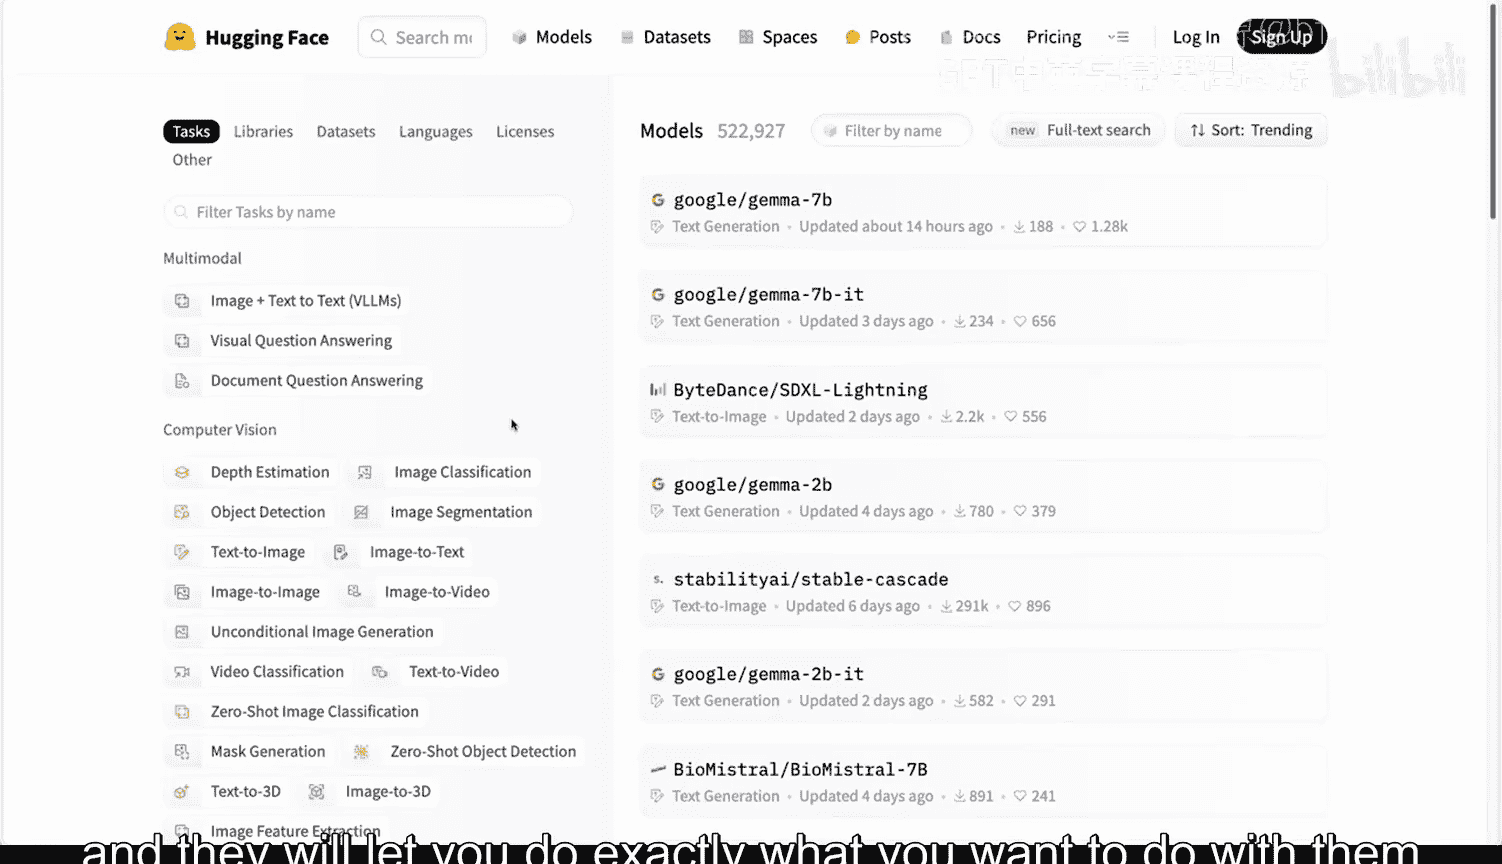 Hugging Face
Search mo
Models
Datasets
Spaces
Posts
Docs
Pricing
Log In
Sign Up
bilibili
Tasks Libraries Datasets Languages Licenses
Other
Filter Tasks by name
Multimodal
Image + Text to Text (VLLMs)
Visual Question Answering
Document Question Answering
Computer Vision
Depth Estimation Image Classification
Object Detection Image Segmentation
Text-to-Image Image-to-Text
Image-to-Image Image-to-Video
Unconditional Image Generation
Video Classification Text-to-Video
Zero-Shot Image Classification
Mask Generation Zero-Shot Object Detection
Text-to-3D Image-to-3D
Image Feature Extraction
Models 522,927 Filter by name new Full-text search Sort: Trending
google/gemma-7b
Text Generation • Updated about 14 hours ago • 188 • 1.28k
google/gemma-7b-it
Text Generation • Updated 3 days ago • 234 • 656
ByteDance/SDXL-Lightning
Text-to-Image • Updated 2 days ago • 2.2k • 556
google/gemma-2b
Text Generation • Updated 4 days ago • 780 • 379
stabilityai/stable-cascade
Text-to-Image • Updated 6 days ago • 291k • 896
google/gemma-2b-it
Text Generation • Updated 2 days ago • 582 • 291
BioMistral/BioMistral-7B
Text Generation • Updated 4 days ago • 891 • 241
and they will let you do exactly what you want to do with them